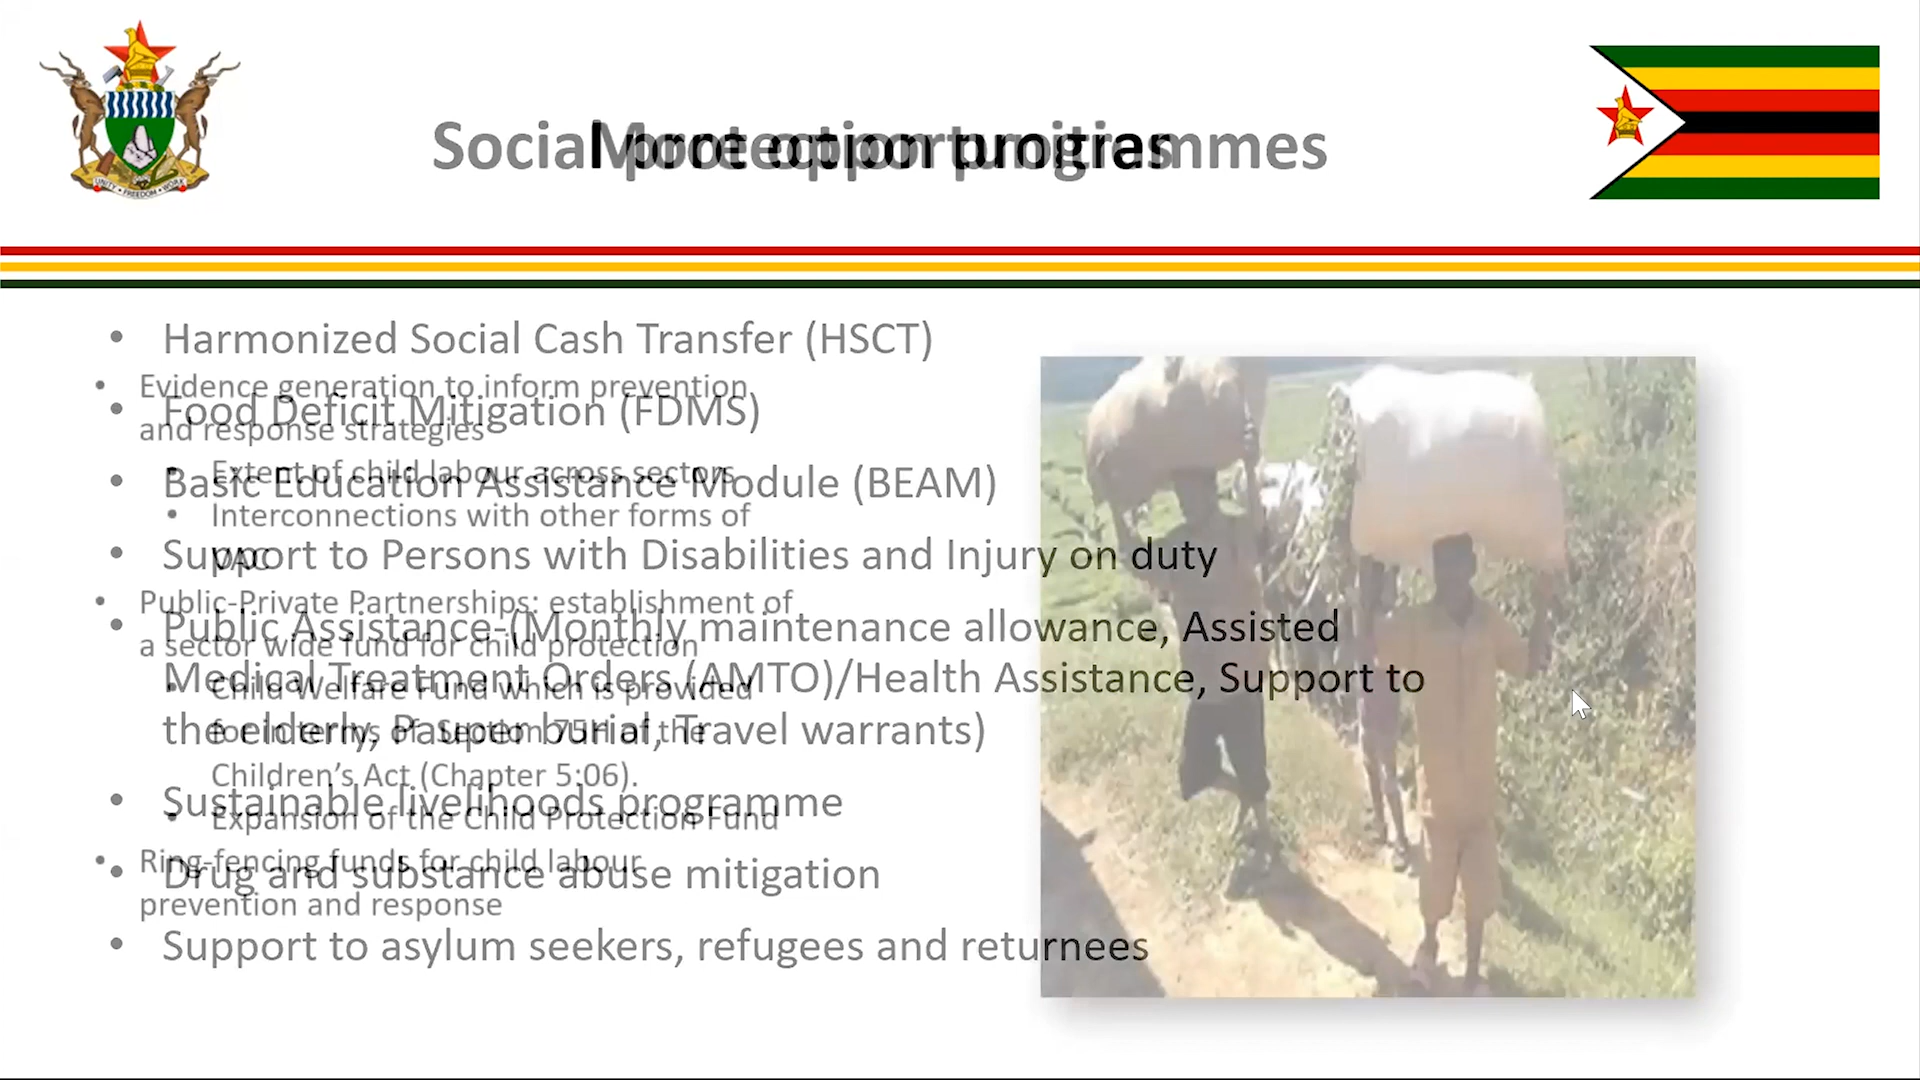 Social protection programmes
More opportunities
• Harmonized Social Cash Transfer (HSCT)
• Food Deficit Mitigation (FDMS)
• Basic Education Assistance Module (BEAM)
• Support to Persons with Disabilities and Injury on duty
• Public Assistance-(Monthly maintenance allowance, Assisted
Medical Treatment Orders (AMTO)/Health Assistance, Support to
the elderly, Pauper burial, Travel warrants)
• Sustainable livelihoods programme
• Drug and substance abuse mitigation
• Support to asylum seekers, refugees and returnees
• Evidence generation to inform prevention
and response strategies
• Extent of child labour across sectors
• Interconnections with other forms of
VAC
• Public-Private Partnerships: establishment of
a sector wide fund for child protection
• Child Welfare Fund which is provided
for in terms of Section 75H of the
Children’s Act (Chapter 5:06).
• Expansion of the Child Protection Fund
• Ring-fencing funds for child labour
prevention and response
UNITY • FREEDOM • WORK